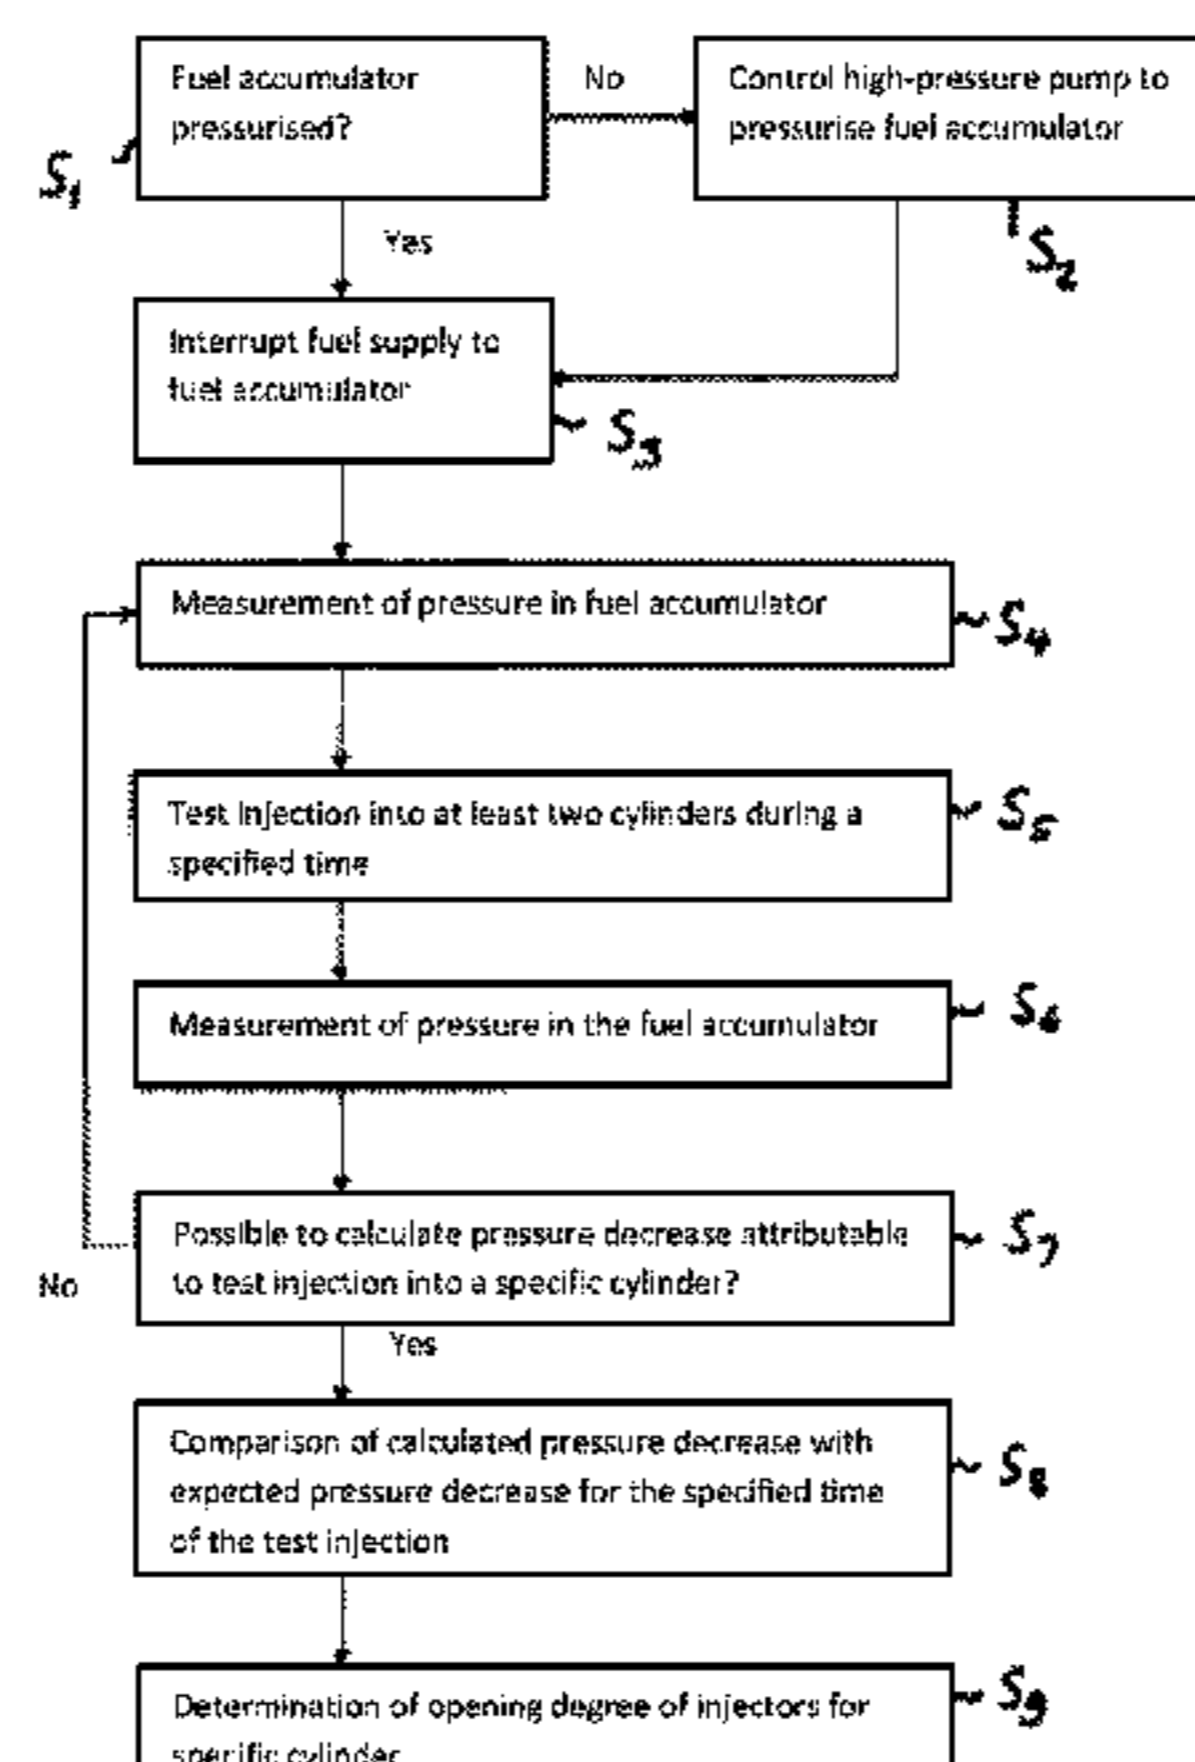 Fuel accumulator
pressurised?
No
Control high-pressure pump to
pressurise fuel accumulator
S1
Yes
S2
Interrupt fuel supply to
fuel accumulator
S3
Measurement of pressure in fuel accumulator
S4
Test Injection into at least two cylinders during a
specified time
S5
Measurement of pressure in the fuel accumulator
S6
Possible to calculate pressure decrease attributable
to test injection into a specific cylinder?
S7
No
Yes
Comparison of calculated pressure decrease with
expected pressure decrease for the specified time
of the test injection
S8
Determination of opening degree of injectors for
specific cylinder
S9